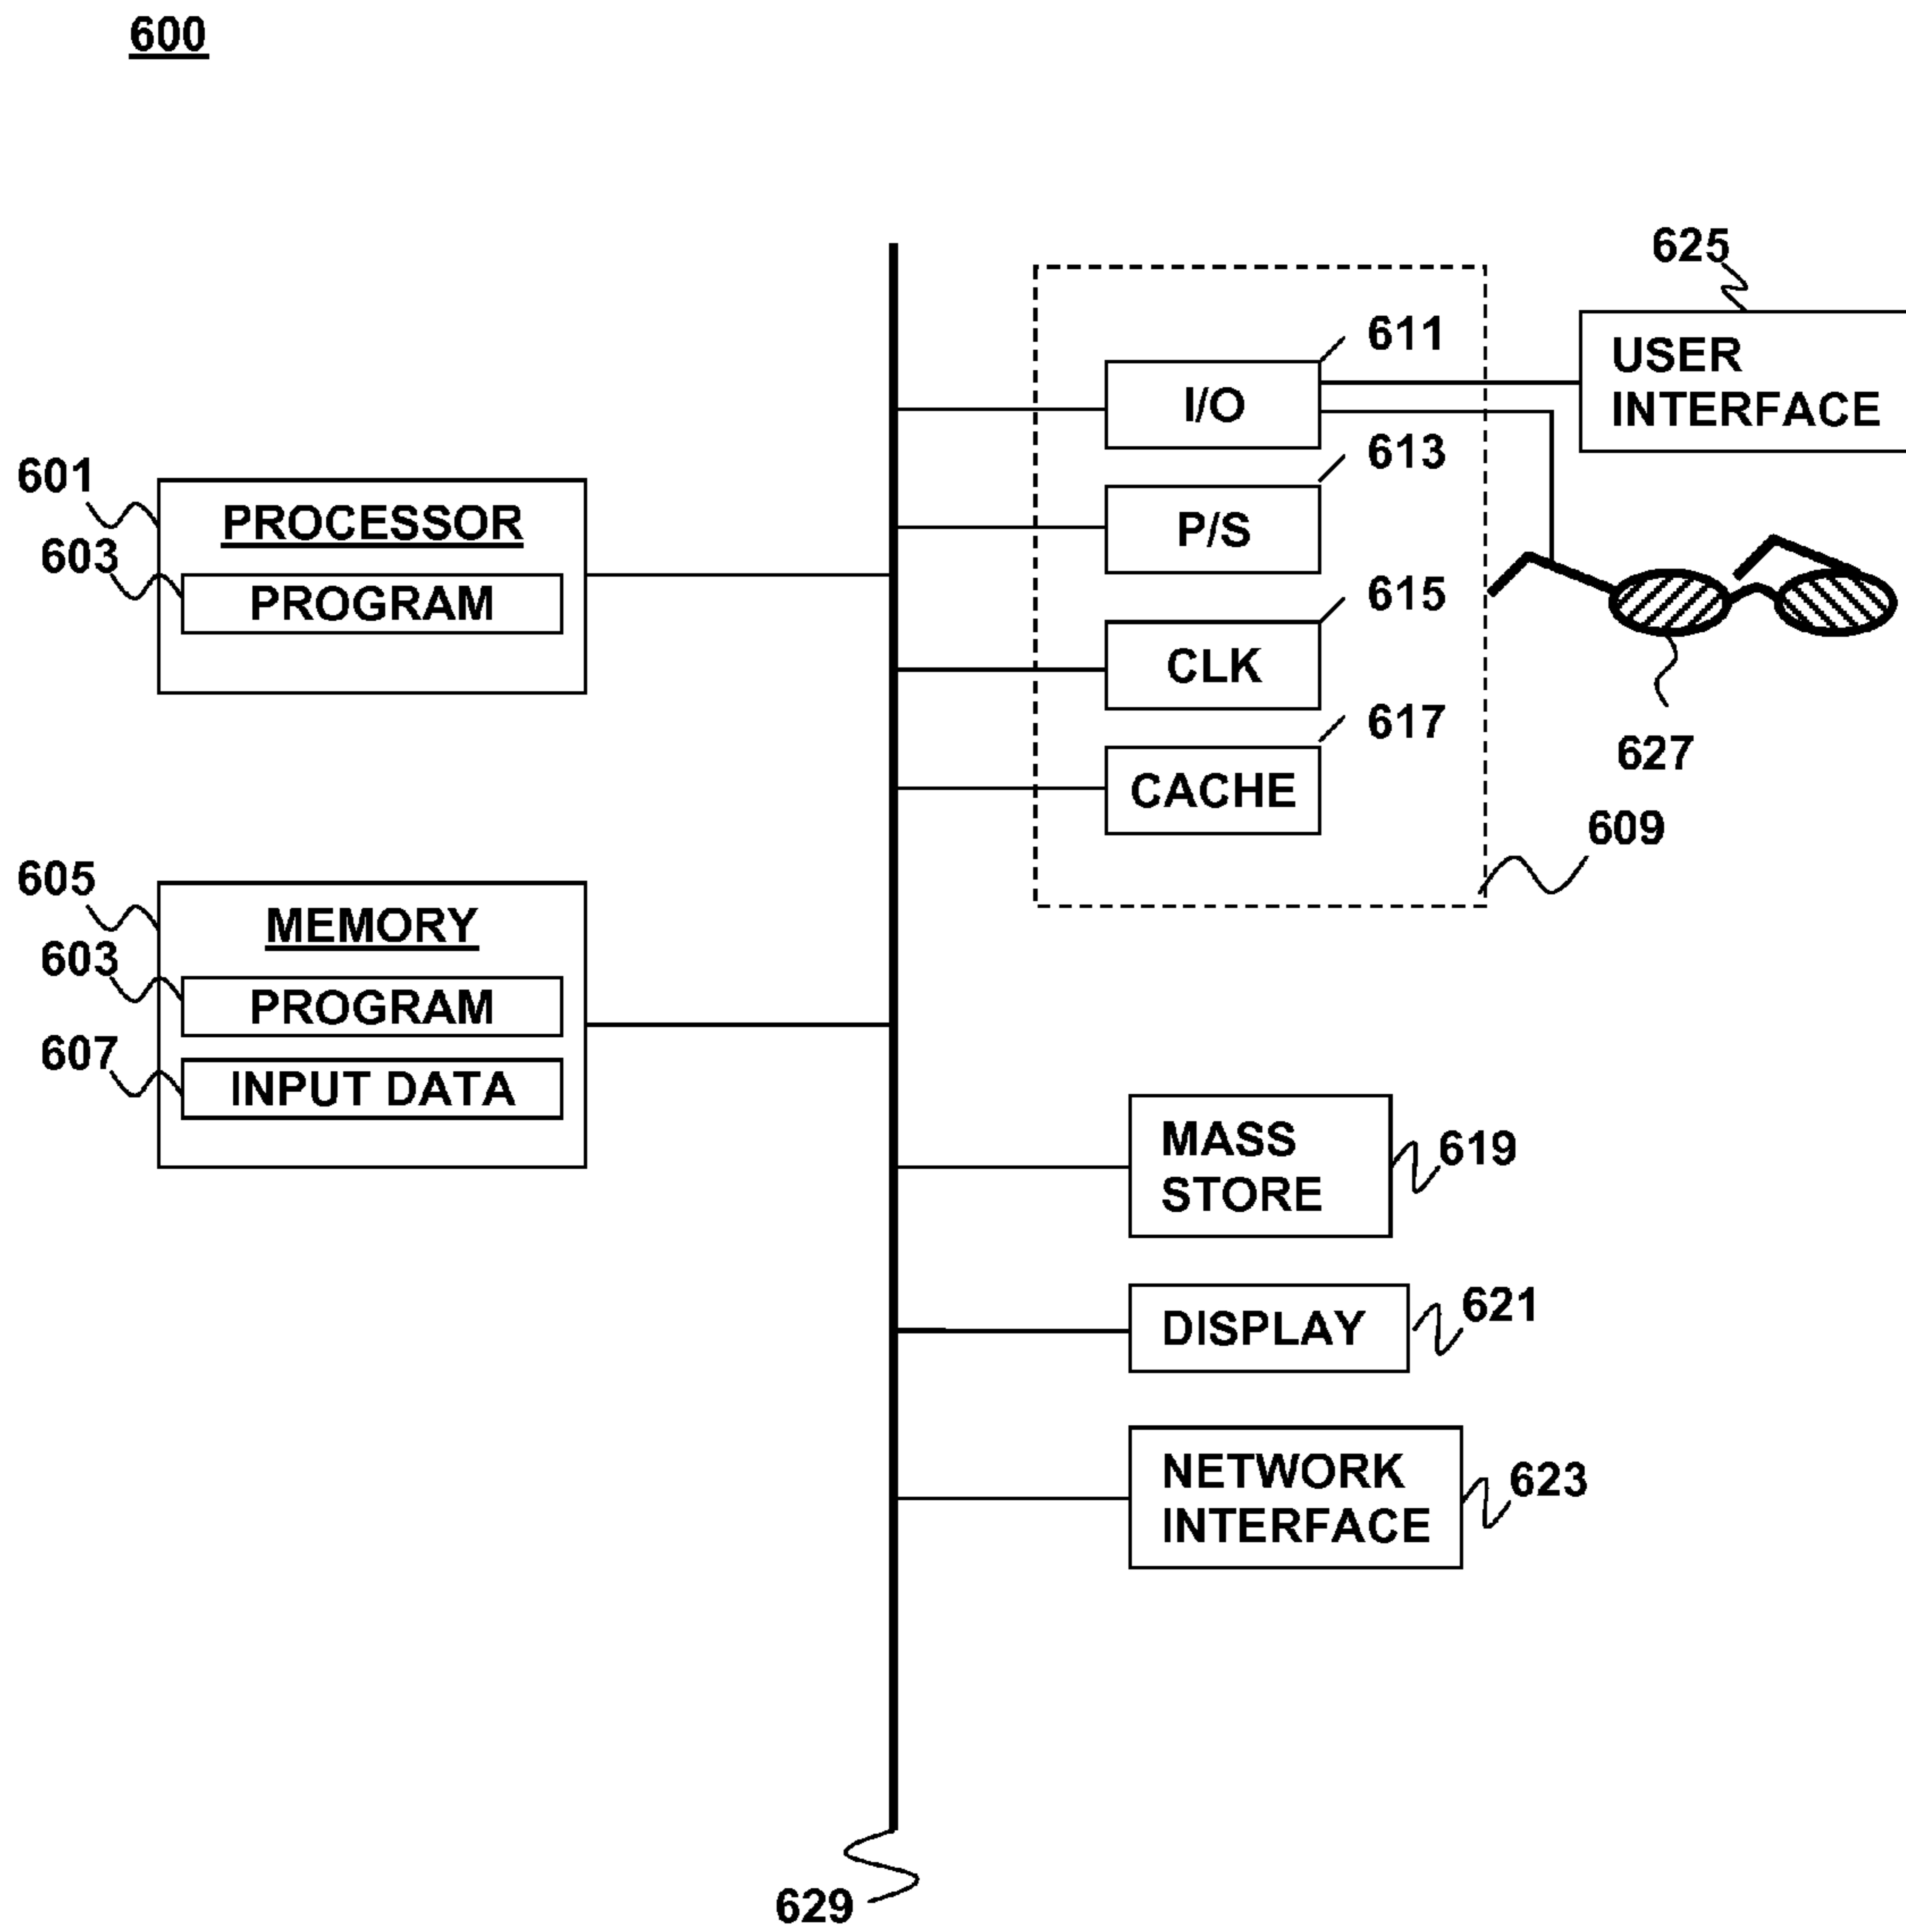 600
601
PROCESSOR
603
PROGRAM
605
MEMORY
603
PROGRAM
607
INPUT DATA
611
I/O
613
P/S
615
CLK
617
CACHE
625
USER
INTERFACE
627
609
MASS
STORE
619
DISPLAY
621
NETWORK
INTERFACE
623
629